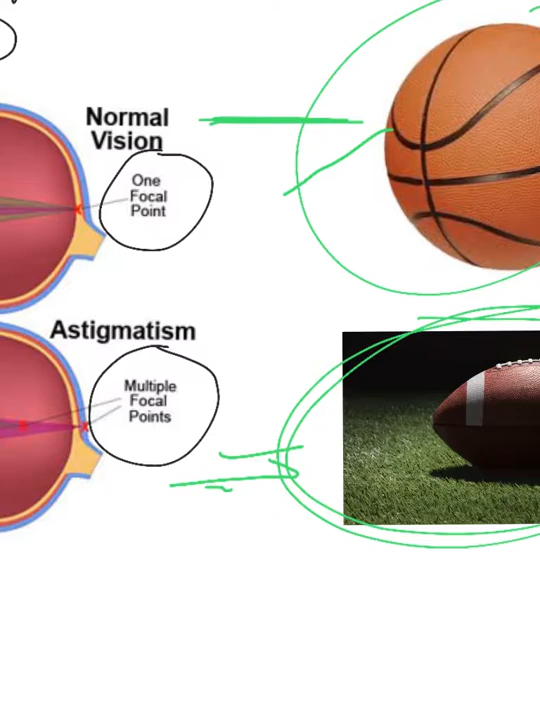 Normal
Vision
One
Focal
Point
Astigmatism
Multiple
Focal
Points